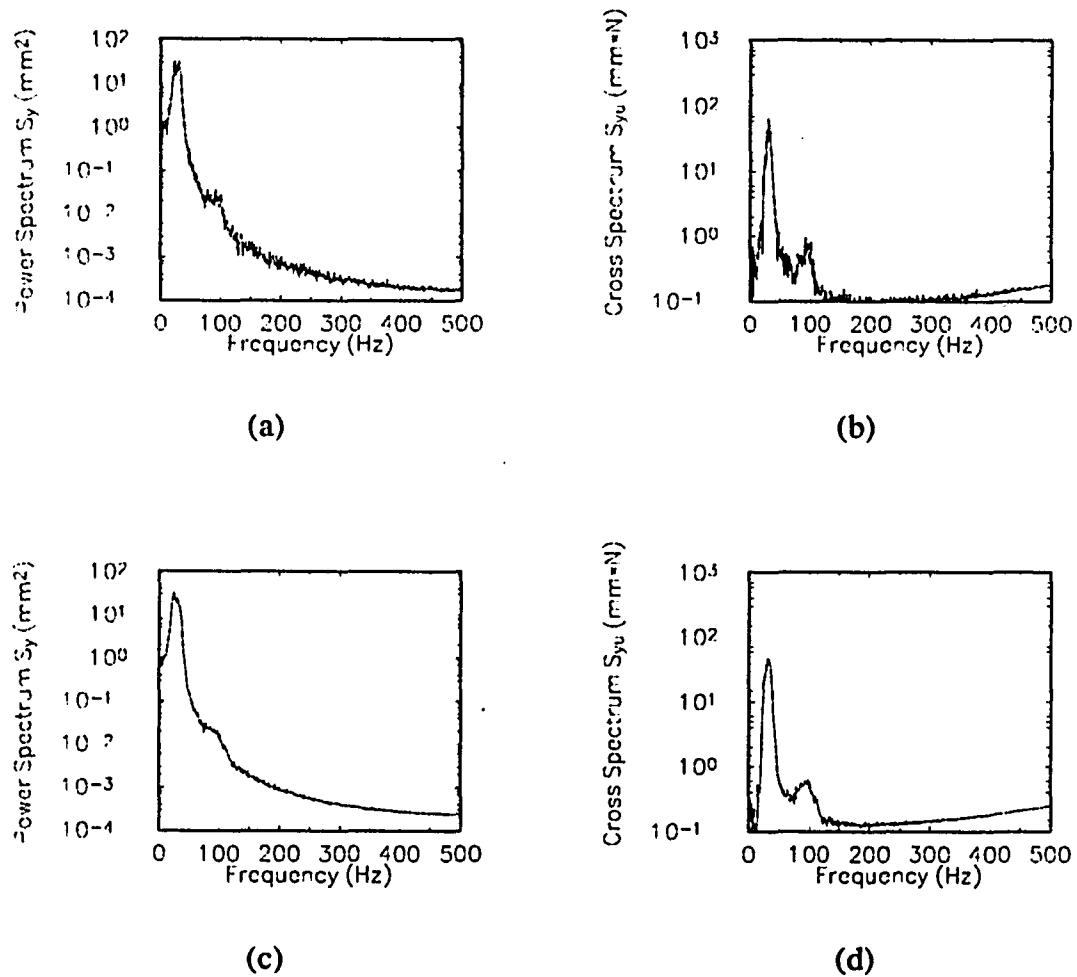 Power Spectrum Sy (mm²)
10²
10¹
10⁰
10⁻¹
10⁻²
10⁻³
10⁻⁴
0 100 200 300 400 500
Frequency (Hz)
(a)
Cross Spectrum Syu (mm*N)
10³
10²
10¹
10⁰
10⁻¹
0 100 200 300 400 500
Frequency (Hz)
(b)
Power Spectrum Sy (mm²)
10²
10¹
10⁰
10⁻¹
10⁻²
10⁻³
10⁻⁴
0 100 200 300 400 500
Frequency (Hz)
(c)
Cross Spectrum Syu (mm*N)
10³
10²
10¹
10⁰
10⁻¹
0 100 200 300 400 500
Frequency (Hz)
(d)